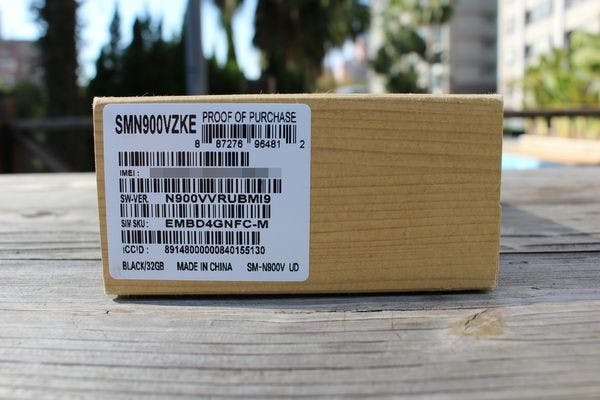 SMN900VZKE PROOF OF PURCHASE
8 87276 96481 2
IMEI :
SW-VER. N900VVRUBMI9
SIM SKU : EMBD4GNFC-M
ICCID : 89148000000840155130
BLACK/32GB MADE IN CHINA SM-N900V UD